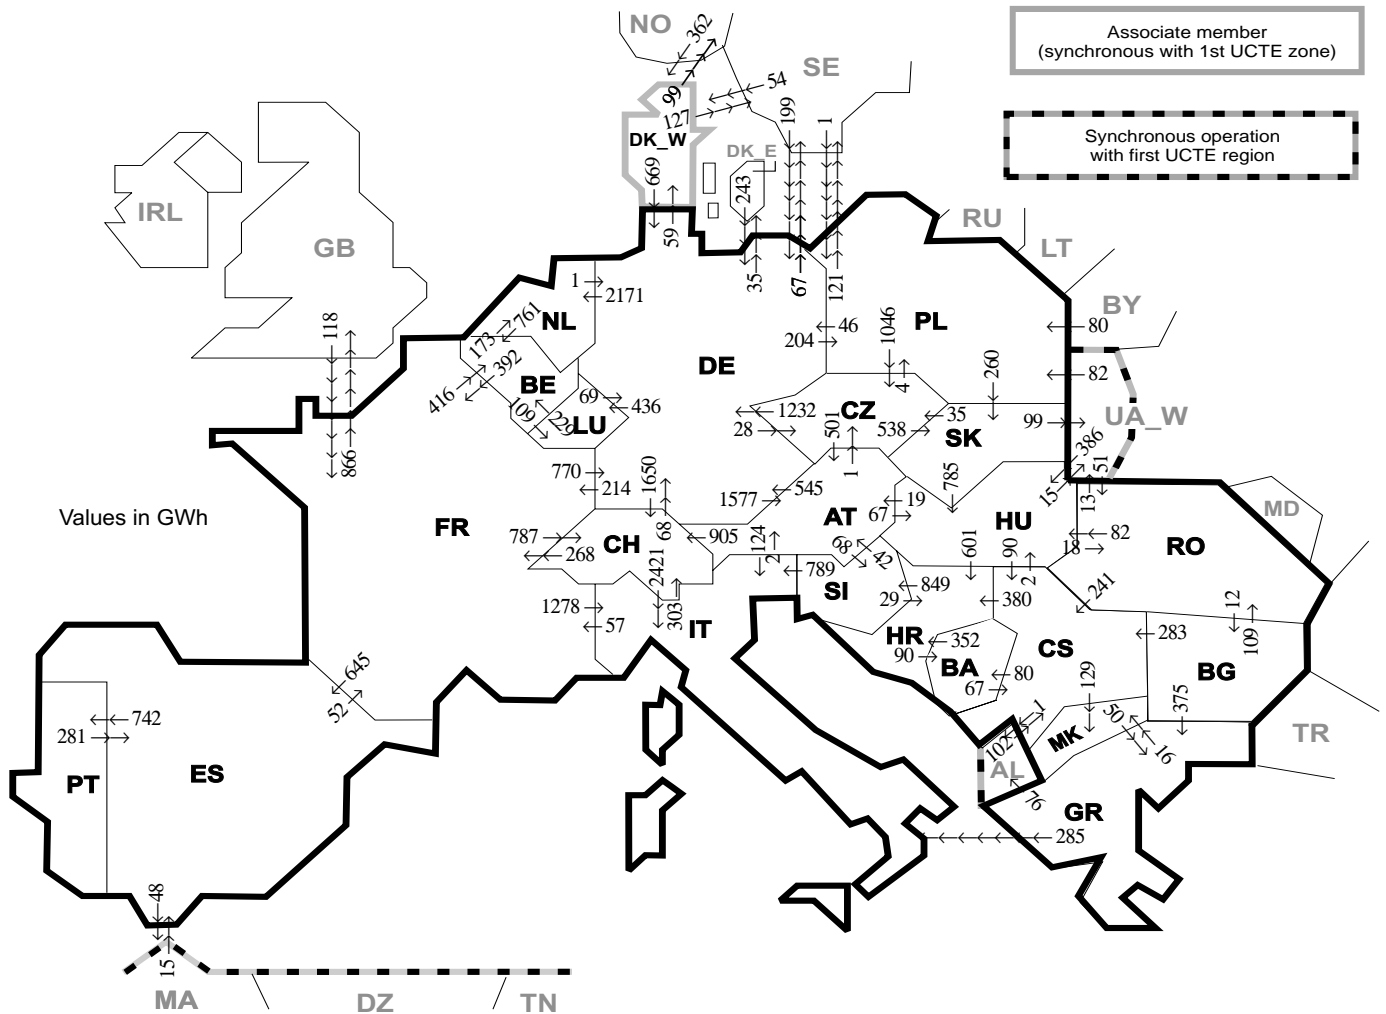 NO
362
Associate member
(synchronous with 1st UCTE zone)
SE
99
54
127
199
1
Synchronous operation
with first UCTE region
DK_W
DK_E
669
243
IRL
GB
59
35
67
121
RU
LT
BY
1
2171
118
761
NL
173
46
204
1046
PL
80
392
BE
DE
260
82
416
4
109
229
LU
69
436
1232
28
CZ
501
538
35
SK
99
UA_W
386
866
770
214
1650
1
785
15
51
13
1577
545
19
67
MD
Values in GWh
FR
787
268
CH
68
905
124
2
AT
68
42
HU
18
82
RO
2421
789
SI
849
29
601
90
2
380
241
1278
57
303
IT
HR
90
352
BA
CS
283
12
109
BG
645
52
67
80
129
375
742
281
1
102
MK
50
16
TR
PT
ES
AL
76
GR
285
48
15
MA
DZ
TN